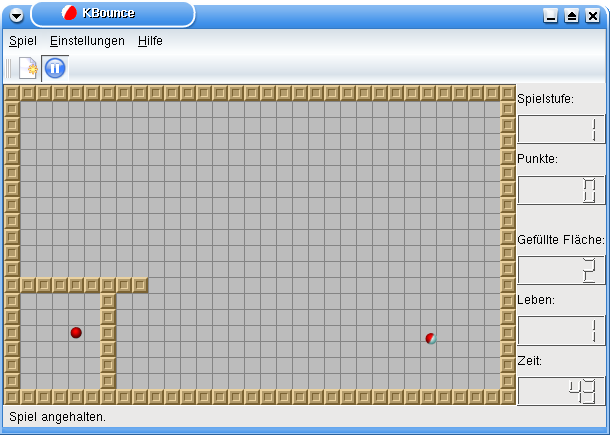 KBounce
Spiel Einstellungen Hilfe
Spielstufe:
1
Punkte:
0
Gefüllte Fläche:
2
Leben:
1
Zeit:
49
Spiel angehalten.